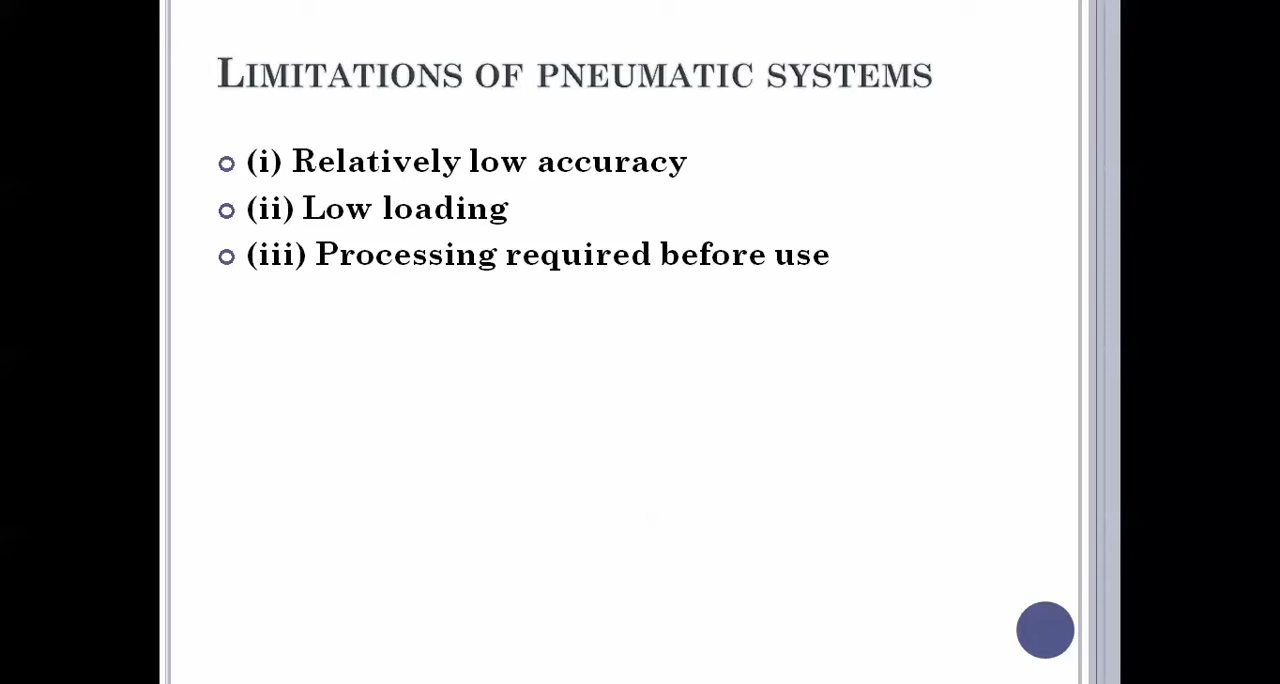 LIMITATIONS OF PNEUMATIC SYSTEMS
(i) Relatively low accuracy
(ii) Low loading
(iii) Processing required before use